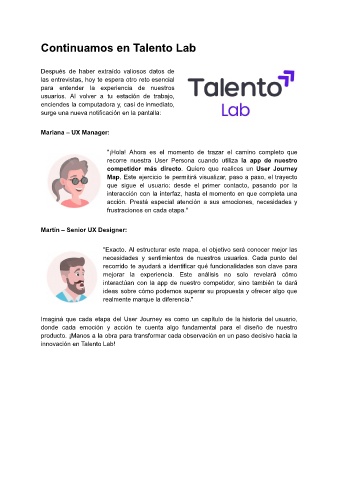 Continuamos en Talento Lab
Después de haber extraído valiosos datos de
las entrevistas, hoy te espera otro reto esencial
para entender la experiencia de nuestros
usuarios. Al volver a tu estación de trabajo,
enciendes la computadora y, casi de inmediato,
surge una nueva notificación en la pantalla:
Talento
Lab
Mariana – UX Manager:
"¡Hola! Ahora es el momento de trazar el camino completo que
recorre nuestra User Persona cuando utiliza la app de nuestro
competidor más directo. Quiero que realices un User Journey
Map. Este ejercicio te permitirá visualizar, paso a paso, el trayecto
que sigue el usuario: desde el primer contacto, pasando por la
interacción con la interfaz, hasta el momento en que completa una
acción. Prestá especial atención a sus emociones, necesidades y
frustraciones en cada etapa."
Martín – Senior UX Designer:
"Exacto. Al estructurar este mapa, el objetivo será conocer mejor las
necesidades y sentimientos de nuestros usuarios. Cada punto del
recorrido te ayudará a identificar qué funcionalidades son clave para
mejorar la experiencia. Este análisis no solo revelará cómo
interactúan con la app de nuestro competidor, sino también te dará
ideas sobre cómo podemos superar su propuesta y ofrecer algo que
realmente marque la diferencia."
Imaginá que cada etapa del User Journey es como un capítulo de la historia del usuario,
donde cada emoción y acción te cuenta algo fundamental para el diseño de nuestro
producto. ¡Manos a la obra para transformar cada observación en un paso decisivo hacia la
innovación en Talento Lab!